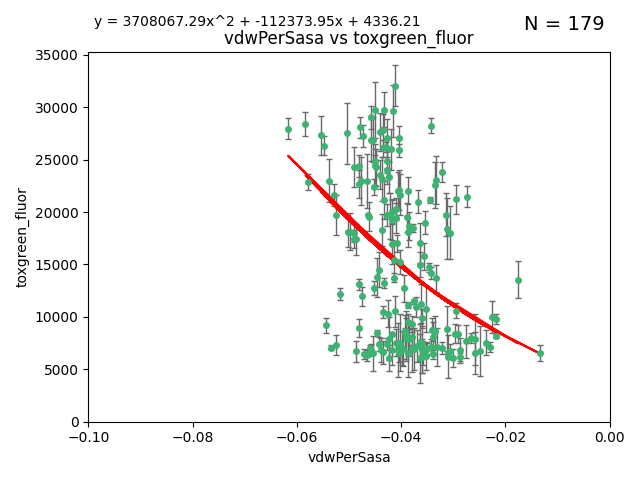 y = 3708067.29x^2 + -112373.95x + 4336.21
N = 179
vdwPerSasa vs toxgreen_fluor
35000
30000
25000
20000
15000
10000
5000
0
toxgreen_fluor
−0.10 −0.08 −0.06 −0.04 −0.02 0.00
vdwPerSasa